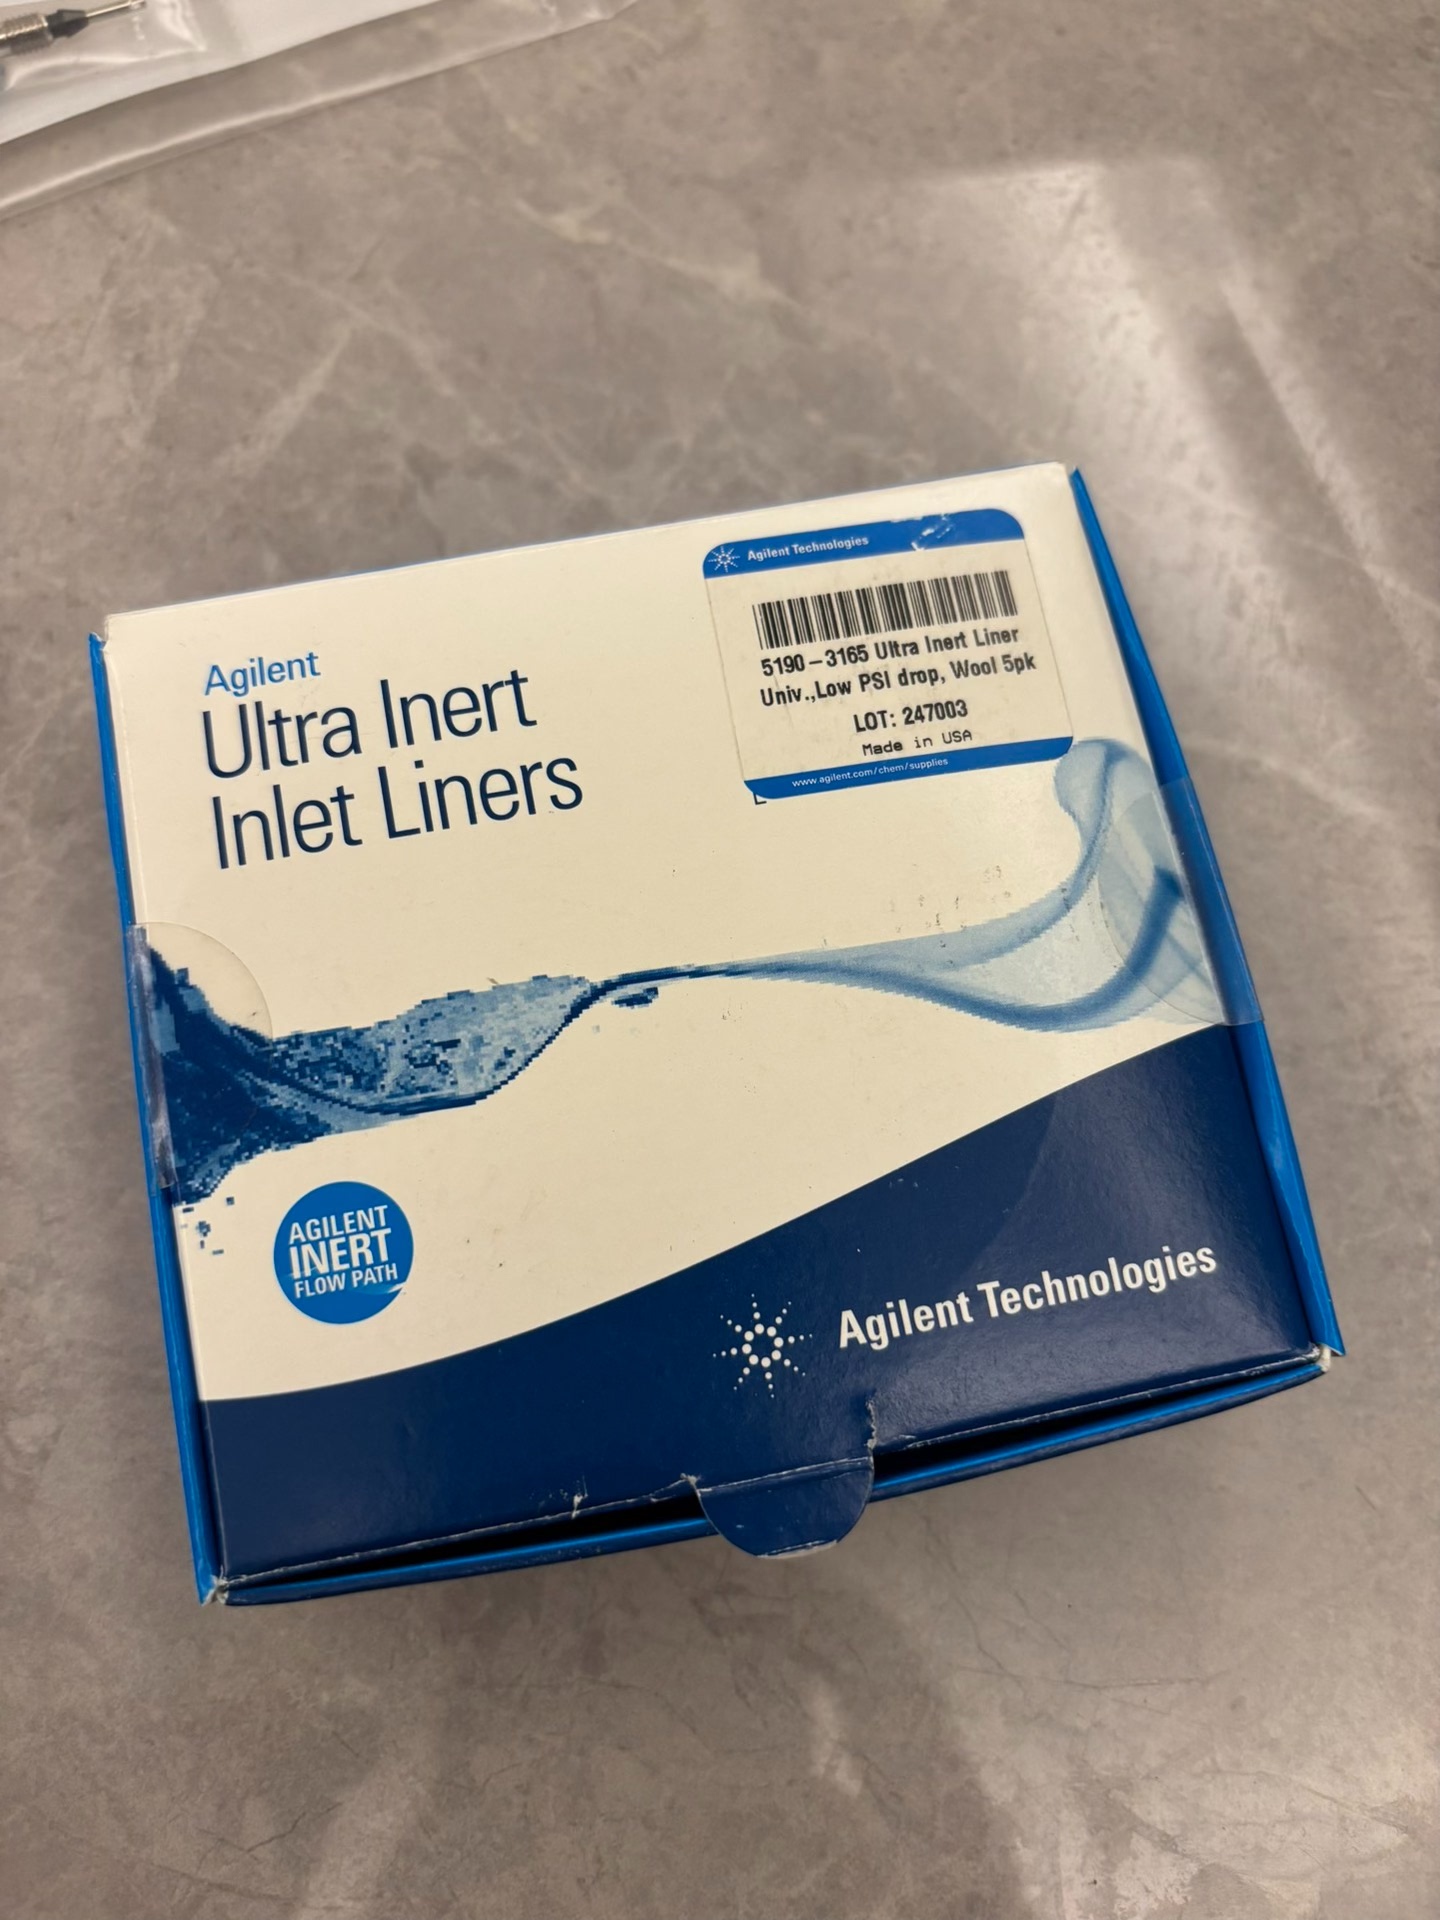 Agilent Technologies
5190-3165 Ultra Inert Liner
Univ.,Low PSI drop, Wool 5pk
LOT: 247003
Made in USA
www.agilent.com/chem/supplies
Agilent
Ultra Inert
Inlet Liners
AGILENT
INERT
FLOW PATH
Agilent Technologies